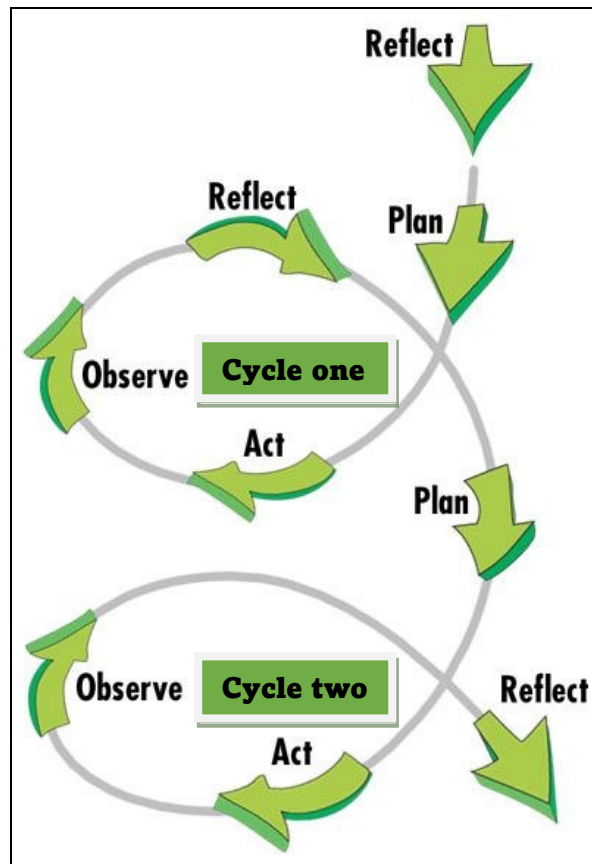 Reflect
Plan
Act
Observe
Reflect
Cycle one
Plan
Act
Observe
Reflect
Cycle two